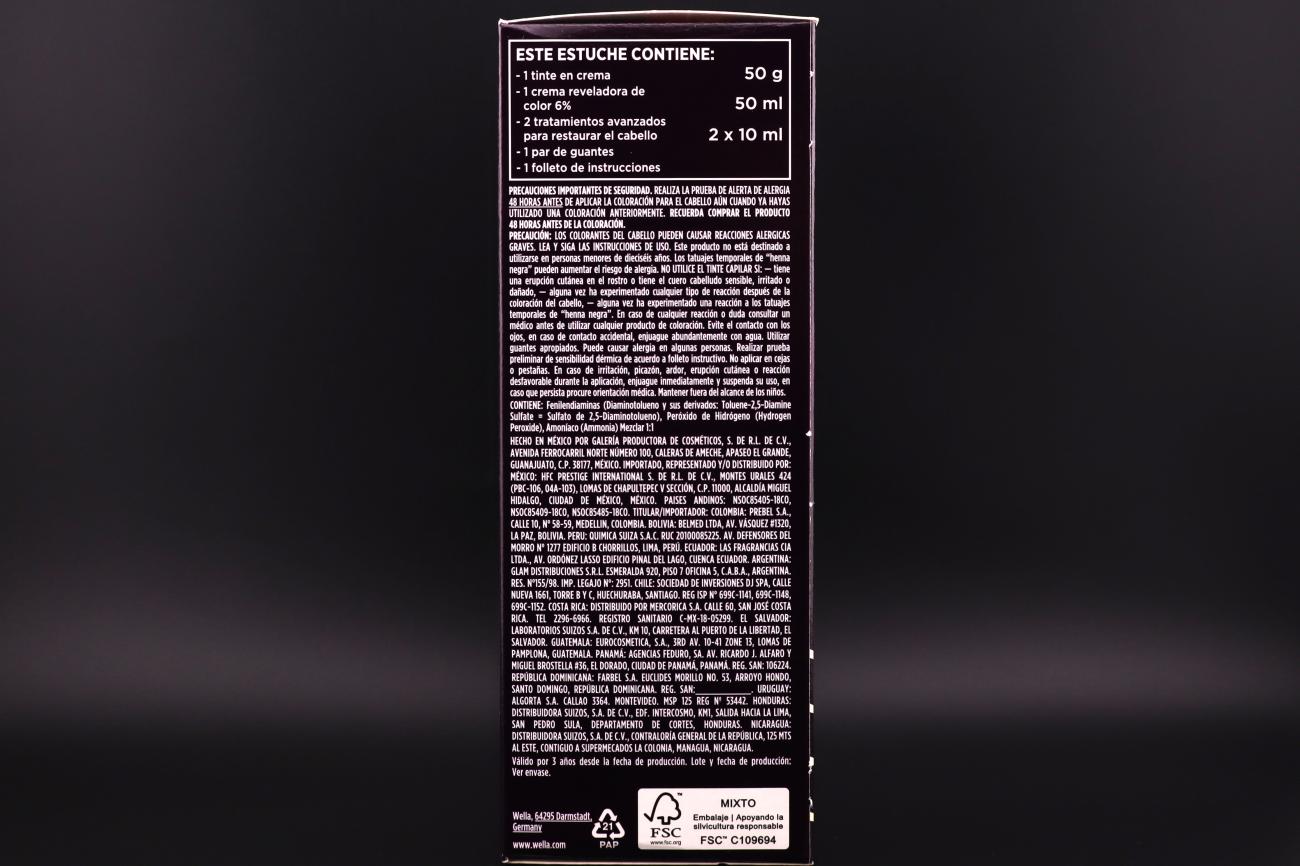 ESTE ESTUCHE CONTIENE:
- 1 tinte en crema 50 g
- 1 crema reveladora de
color 6% 50 ml
- 2 tratamientos avanzados
para restaurar el cabello 2 x 10 ml
- 1 par de guantes
- 1 folleto de instrucciones
PRECAUCIONES IMPORTANTES DE SEGURIDAD. REALIZA LA PRUEBA DE ALERTA DE ALERGIA
48 HORAS ANTES DE APLICAR LA COLORACIÓN PARA EL CABELLO AÚN CUANDO YA HAYAS
UTILIZADO UNA COLORACIÓN ANTERIORMENTE. RECUERDA COMPRAR EL PRODUCTO
48 HORAS ANTES DE LA COLORACIÓN.
PRECAUCIÓN: LOS COLORANTES DEL CABELLO PUEDEN CAUSAR REACCIONES ALERGICAS
GRAVES. LEA Y SIGA LAS INSTRUCCIONES DE USO. Este producto no está destinado a
utilizarse en personas menores de dieciséis años. Los tatuajes temporales de "henna
negra" pueden aumentar el riesgo de alergia. NO UTILICE EL TINTE CAPILAR SI: — tiene
una erupción cutánea en el rostro o tiene el cuero cabelludo sensible, irritado o
dañado, — alguna vez ha experimentado cualquier tipo de reacción después de la
coloración del cabello, — alguna vez ha experimentado una reacción a los tatuajes
temporales de "henna negra". En caso de cualquier reacción o duda consultar un
médico antes de utilizar cualquier producto de coloración. Evite el contacto con los
ojos, en caso de contacto accidental, enjuague abundantemente con agua. Utilizar
guantes apropiados. Puede causar alergia en algunas personas. Realizar prueba
preliminar de sensibilidad dérmica de acuerdo a folleto instructivo. No aplicar en cejas
o pestañas. En caso de irritación, picazón, ardor, erupción cutánea o reacción
desfavorable durante la aplicación, enjuague inmediatamente y suspenda su uso, en
caso que persista procure orientación médica. Mantener fuera del alcance de los niños.
CONTIENE: Fenilendiaminas (Diaminotolueno y sus derivados: Toluene-2,5-Diamine
Sulfate = Sulfato de 2,5-Diaminotolueno), Peróxido de Hidrógeno (Hydrogen
Peroxide), Amoníaco (Ammonia) Mezclar 1:1
HECHO EN MÉXICO POR GALERÍA PRODUCTORA DE COSMÉTICOS, S. DE R.L. DE C.V.,
AVENIDA FERROCARRIL NORTE NÚMERO 100, CALERAS DE AMECHE, APASEO EL GRANDE,
GUANAJUATO, C.P. 38177, MÉXICO. IMPORTADO, REPRESENTADO Y/O DISTRIBUIDO POR:
MÉXICO: HFC PRESTIGE INTERNATIONAL S. DE R.L. DE C.V., MONTES URALES 424
(PBC-106, 04A-103), LOMAS DE CHAPULTEPEC V SECCIÓN, C.P. 11000, ALCALDÍA MIGUEL
HIDALGO, CIUDAD DE MÉXICO, MÉXICO. PAISES ANDINOS: NSOC85405-18CO,
NSOC85409-18CO, NSOC85485-18CO. TITULAR/IMPORTADOR: COLOMBIA: PREBEL S.A.,
CALLE 10, N° 58-59, MEDELLIN, COLOMBIA. BOLIVIA: BELMED LTDA, AV. VÁSQUEZ #1320,
LA PAZ, BOLIVIA. PERU: QUIMICA SUIZA S.A.C. RUC 20100085225. AV. DEFENSORES DEL
MORRO N° 1277 EDIFICIO B CHORRILLOS, LIMA, PERÚ. ECUADOR: LAS FRAGRANCIAS CIA
LTDA., AV. ORDÓNEZ LASSO EDIFICIO PINAL DEL LAGO, CUENCA ECUADOR. ARGENTINA:
GLAM DISTRIBUCIONES S.R.L. ESMERALDA 920, PISO 7 OFICINA 5, C.A.B.A., ARGENTINA.
RES. N°155/98. IMP. LEGAJO N°: 2951. CHILE: SOCIEDAD DE INVERSIONES DJ SPA, CALLE
NUEVA 1661, TORRE B Y C, HUECHURABA, SANTIAGO. REG ISP N° 699C-1141, 699C-1148,
699C-1152. COSTA RICA: DISTRIBUIDO POR MERCORICA S.A. CALLE 60, SAN JOSÉ COSTA
RICA. TEL 2296-6966. REGISTRO SANITARIO C-MX-18-05299. EL SALVADOR:
LABORATORIOS SUIZOS S.A. DE C.V., KM 10, CARRETERA AL PUERTO DE LA LIBERTAD, EL
SALVADOR. GUATEMALA: EUROCOSMETICA, S.A., 3RD AV. 10-41 ZONE 13, LOMAS DE
PAMPLONA, GUATEMALA. PANAMÁ: AGENCIAS FEDURO, SA. AV. RICARDO J. ALFARO Y
MIGUEL BROSTELLA #36, EL DORADO, CIUDAD DE PANAMÁ, PANAMÁ. REG. SAN: 106224.
REPÚBLICA DOMINICANA: FARBEL S.A. EUCLIDES MORILLO NO. 53, ARROYO HONDO,
SANTO DOMINGO, REPÚBLICA DOMINICANA. REG. SAN:__________. URUGUAY:
ALGORTA S.A. CALLAO 3364. MONTEVIDEO. MSP 125 REG N° 53442. HONDURAS:
DISTRIBUIDORA SUIZOS, S.A. DE C.V., EDF. INTERCOSMO, KM1, SALIDA HACIA LA LIMA,
SAN PEDRO SULA, DEPARTAMENTO DE CORTES, HONDURAS. NICARAGUA:
DISTRIBUIDORA SUIZOS, S.A. DE C.V., CONTRALORÍA GENERAL DE LA REPÚBLICA, 125 MTS
AL ESTE, CONTIGUO A SUPERMECADOS LA COLONIA, MANAGUA, NICARAGUA.
Válido por 3 años desde la fecha de producción. Lote y fecha de producción:
Ver envase.
Wella, 64295 Darmstadt,
Germany
www.wella.com
21
PAP
FSC
www.fsc.org
MIXTO
Embalaje | Apoyando la
silvicultura responsable
FSC™ C109694